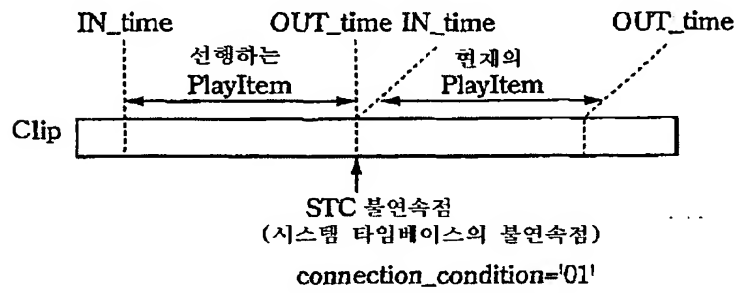 IN_time OUT_time IN_time OUT_time
선행하는 현재의
PlayItem PlayItem
Clip
STC 불연속점
(시스템 타임베이스의 불연속점)
connection_condition='01'